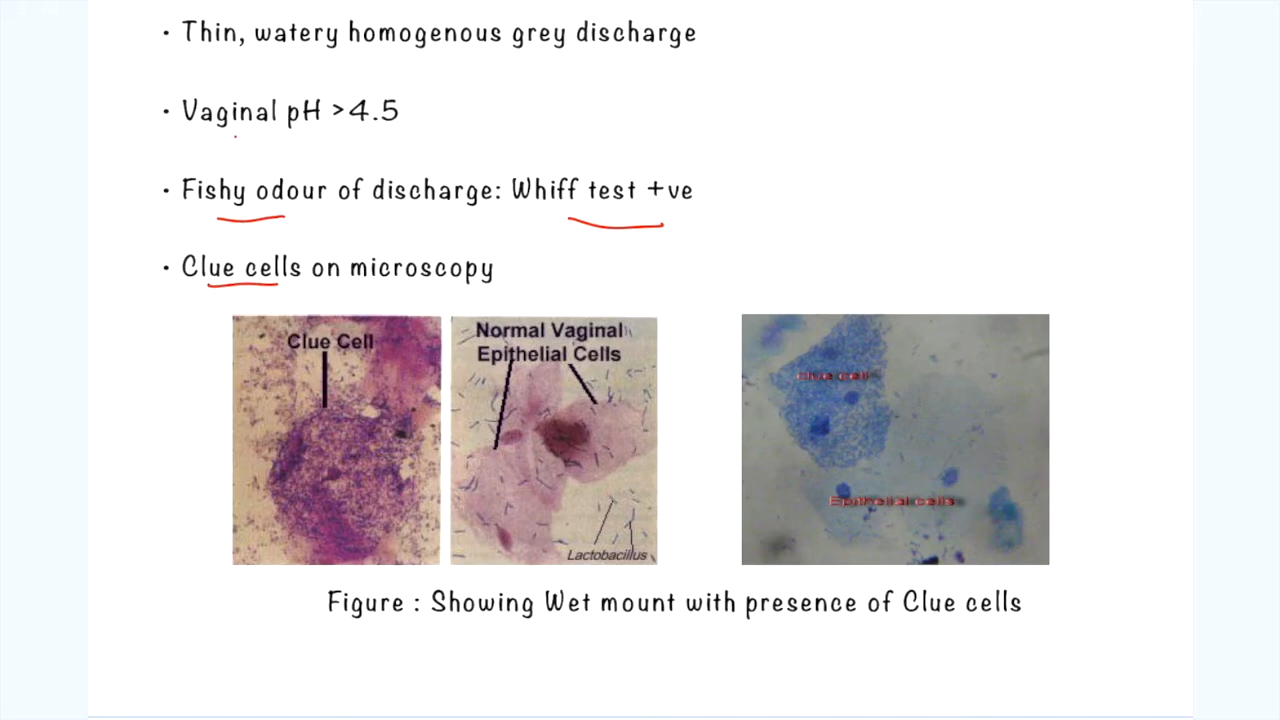 · Thin, watery homogenous grey discharge
· Vaginal pH >4.5
· Fishy odour of discharge: Whiff test +ve
· Clue cells on microscopy
Clue Cell
Normal Vaginal
Epithelial Cells
Lactobacillus
clue cell
Epithelial cells
Figure : Showing Wet mount with presence of Clue cells